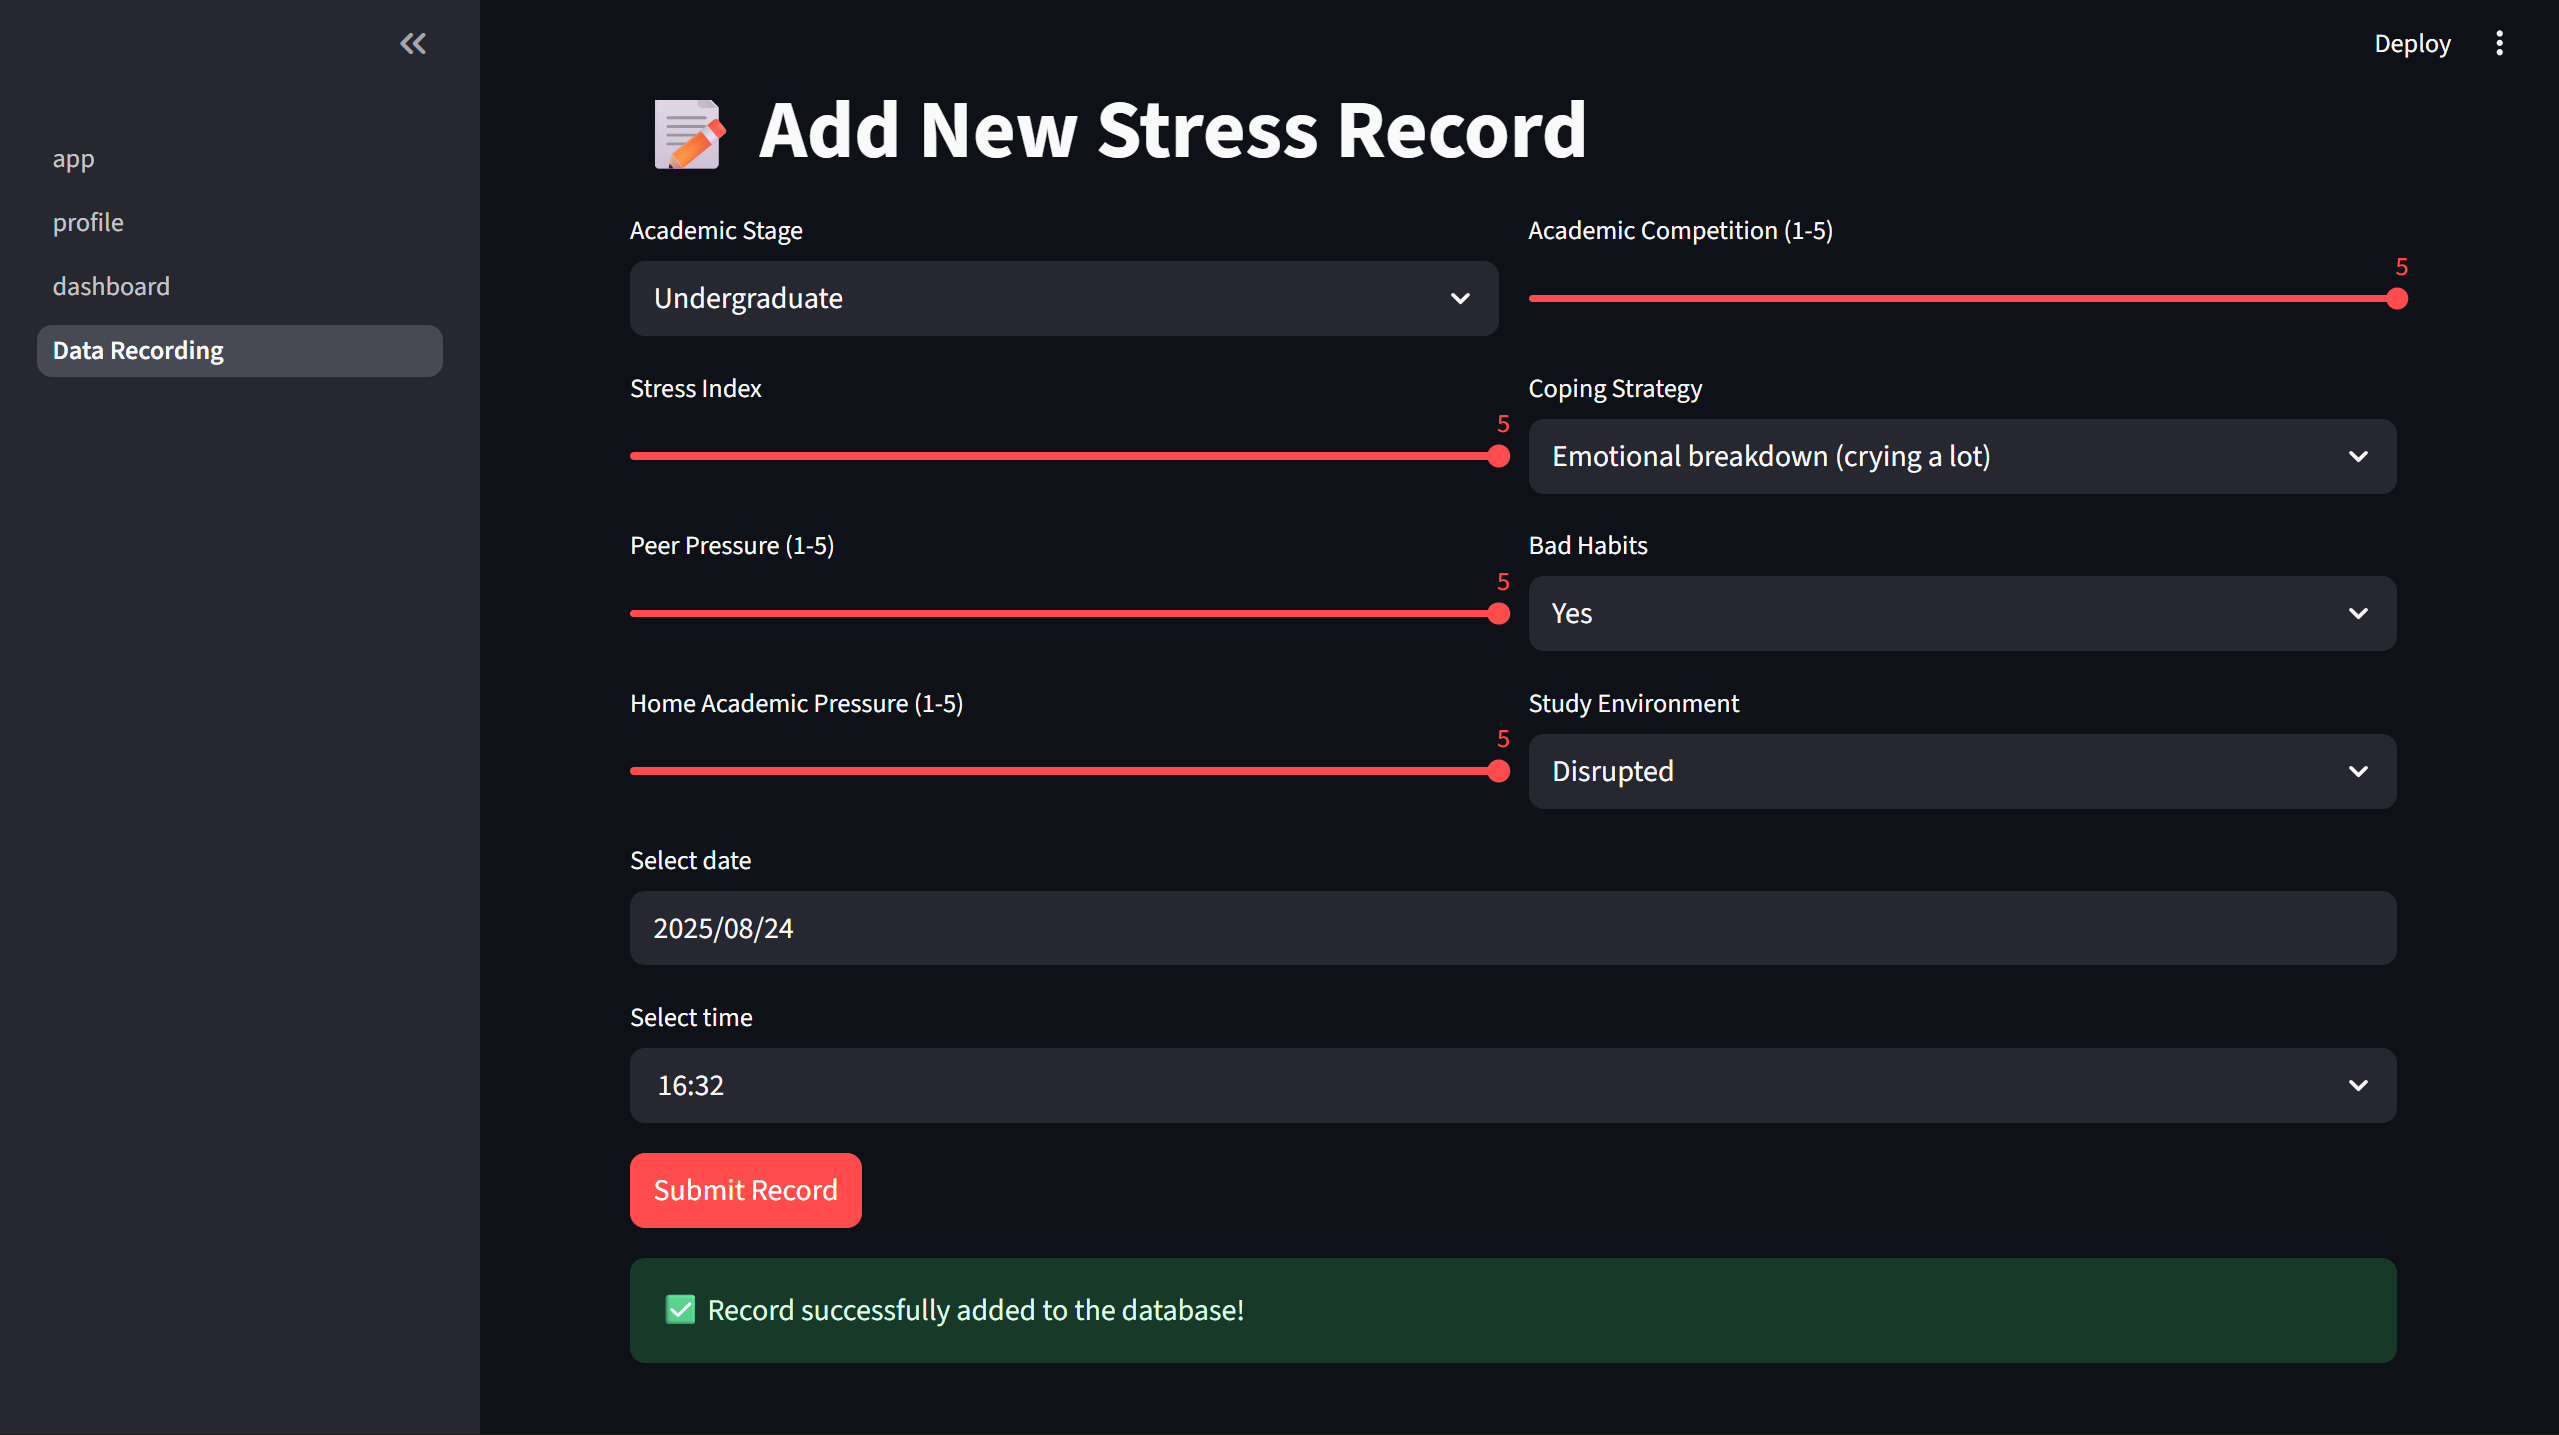 Deploy
app
profile
dashboard
Data Recording
Add New Stress Record
Academic Stage
Undergraduate
Academic Competition (1-5)
5
Stress Index
5
Coping Strategy
Emotional breakdown (crying a lot)
Peer Pressure (1-5)
5
Bad Habits
Yes
Home Academic Pressure (1-5)
5
Study Environment
Disrupted
Select date
2025/08/24
Select time
16:32
Submit Record
Record successfully added to the database!